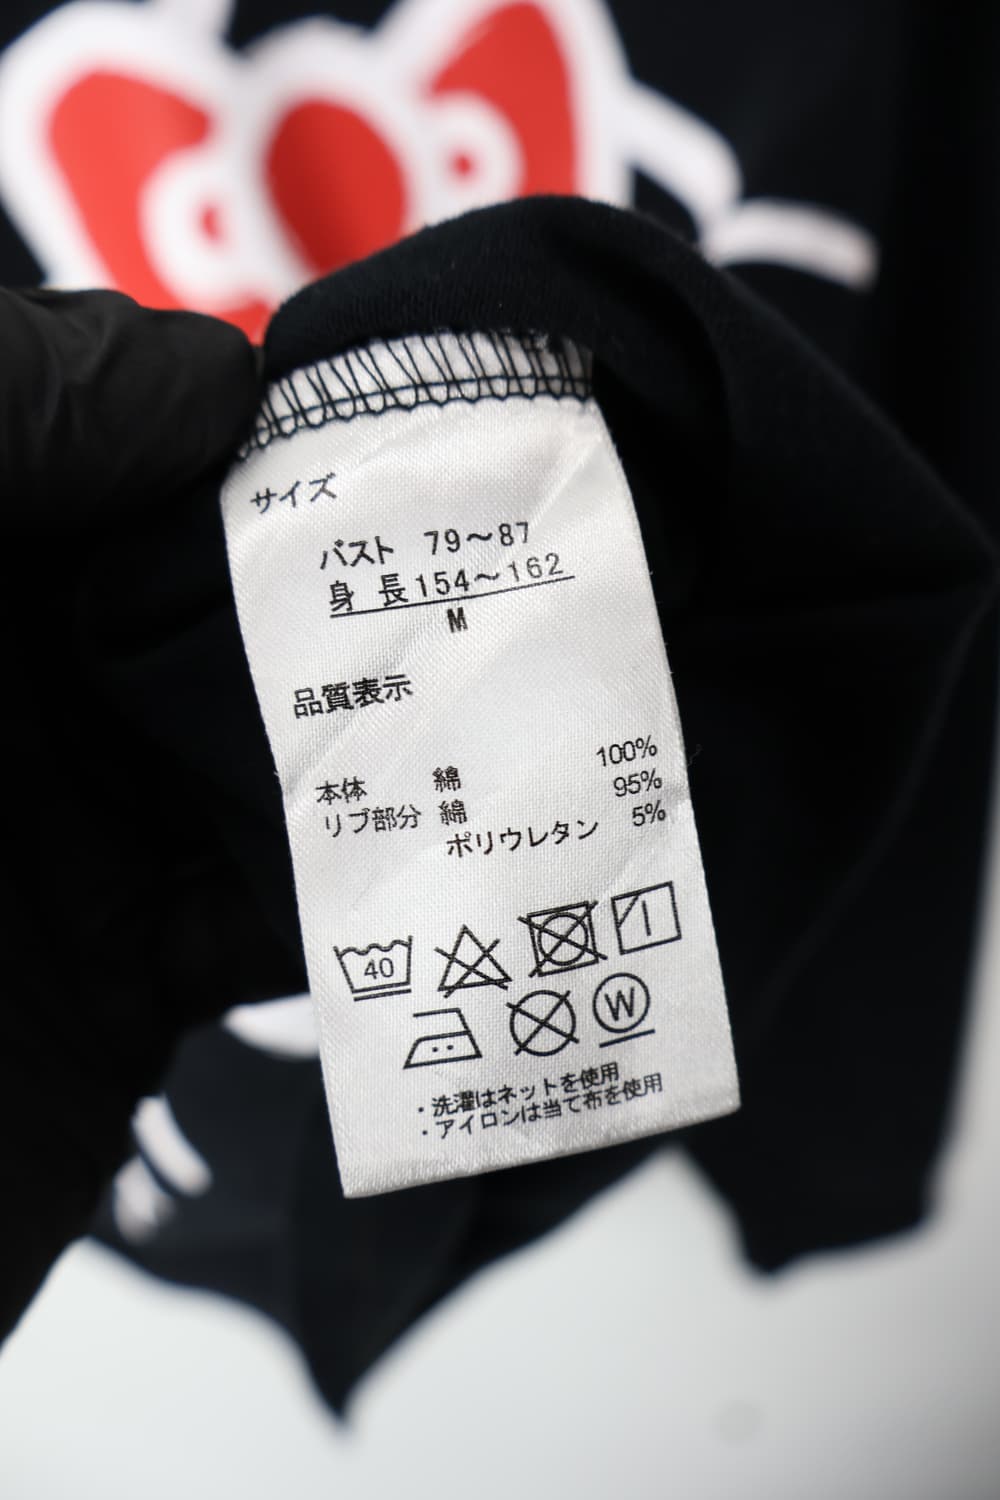 サイズ
バスト 79～87
身 長154～162
M
品質表示
本体 綿 100%
リブ部分 綿 95%
ポリウレタン 5%
40
W
・洗濯はネットを使用
・アイロンは当て布を使用